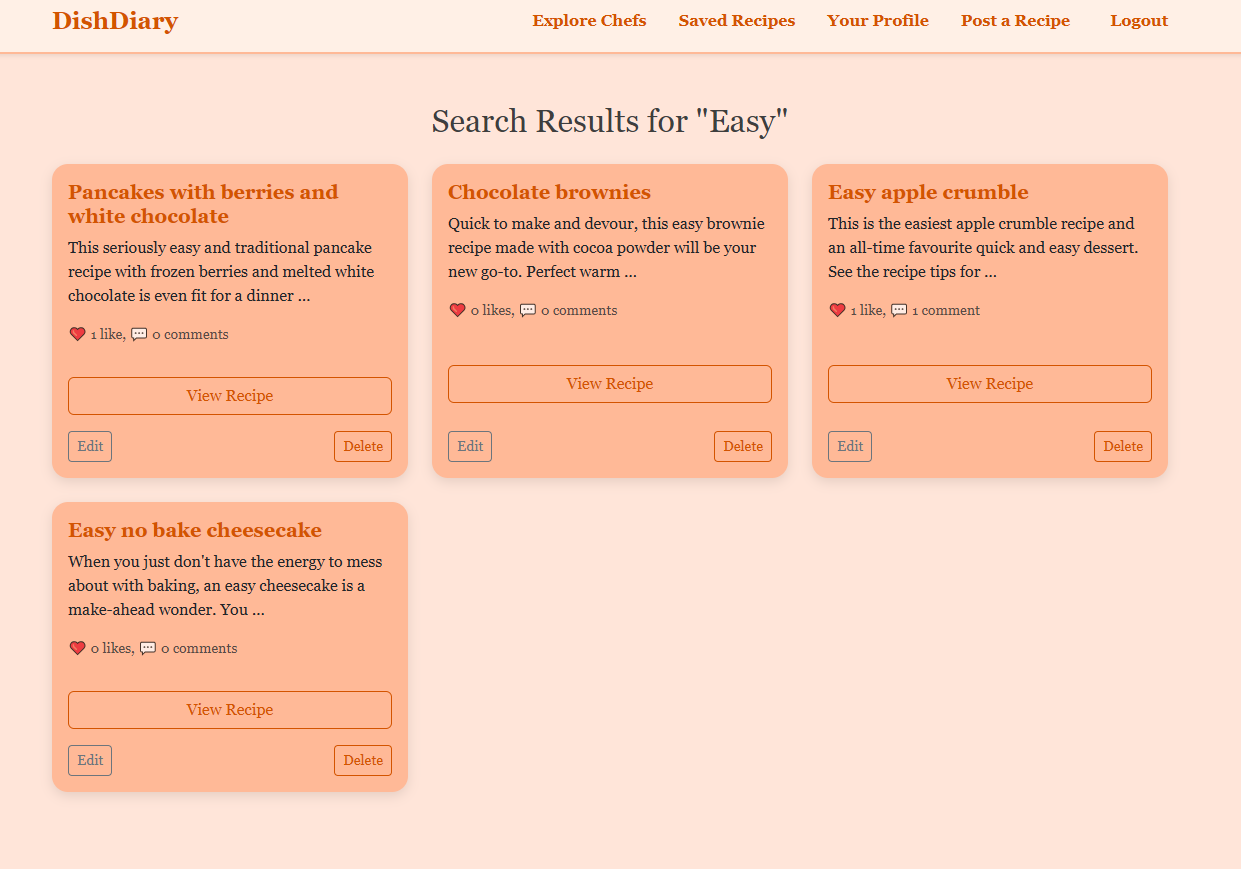 DishDiary
Explore Chefs Saved Recipes Your Profile Post a Recipe Logout
Search Results for "Easy"
Pancakes with berries and
white chocolate
This seriously easy and traditional pancake
recipe with frozen berries and melted white
chocolate is even fit for a dinner ...
❤️ 1 like, 💬 0 comments
View Recipe
Edit Delete
Chocolate brownies
Quick to make and devour, this easy brownie
recipe made with cocoa powder will be your
new go-to. Perfect warm ...
❤️ 0 likes, 💬 0 comments
View Recipe
Edit Delete
Easy apple crumble
This is the easiest apple crumble recipe and
an all-time favourite quick and easy dessert.
See the recipe tips for ...
❤️ 1 like, 💬 1 comment
View Recipe
Edit Delete
Easy no bake cheesecake
When you just don't have the energy to mess
about with baking, an easy cheesecake is a
make-ahead wonder. You ...
❤️ 0 likes, 💬 0 comments
View Recipe
Edit Delete